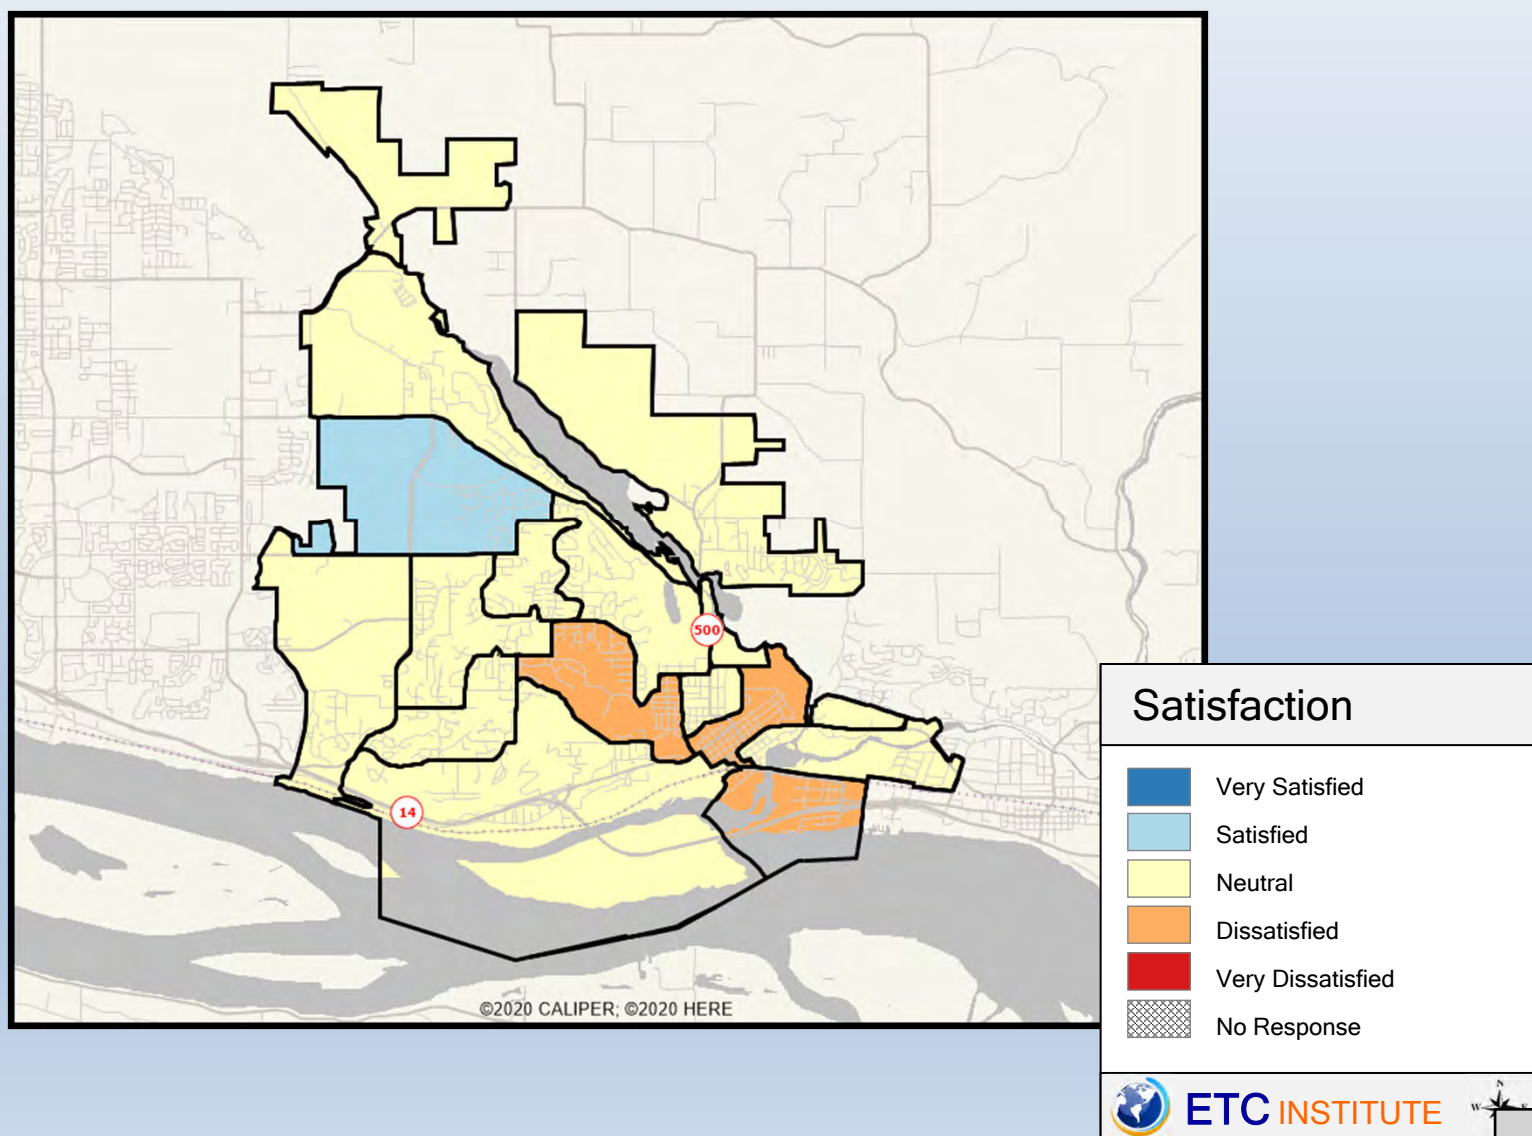 500
14
©2020 CALIPER; ©2020 HERE
Satisfaction
Very Satisfied
Satisfied
Neutral
Dissatisfied
Very Dissatisfied
No Response
ETC INSTITUTE
N
W E